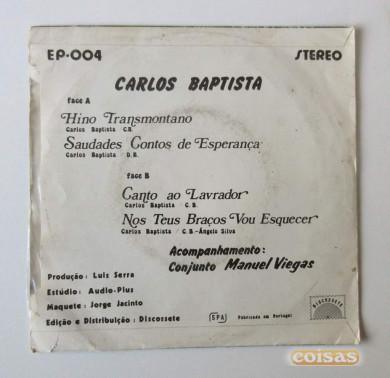 EP-004 STEREO
CARLOS BAPTISTA
face A
Hino Transmontano
Carlos Baptista / C.B.
Saudades Contos de Esperança
Carlos Baptista / D.B.
face B
Canto ao Lavrador
Carlos Baptista / C.B.
Nos Teus Braços Vou Esquecer
Carlos Baptista / C.B.-Ângelo Silva
Acompanhamento:
Conjunto Manuel Viegas
Produção : Luis Serra
Estúdio: Audio-Plus
Maquete : Jorge Jacinto
Edição e Distribuição : Discossete
SPA
Fabricado em Portugal
DISCOSSETE
coisas